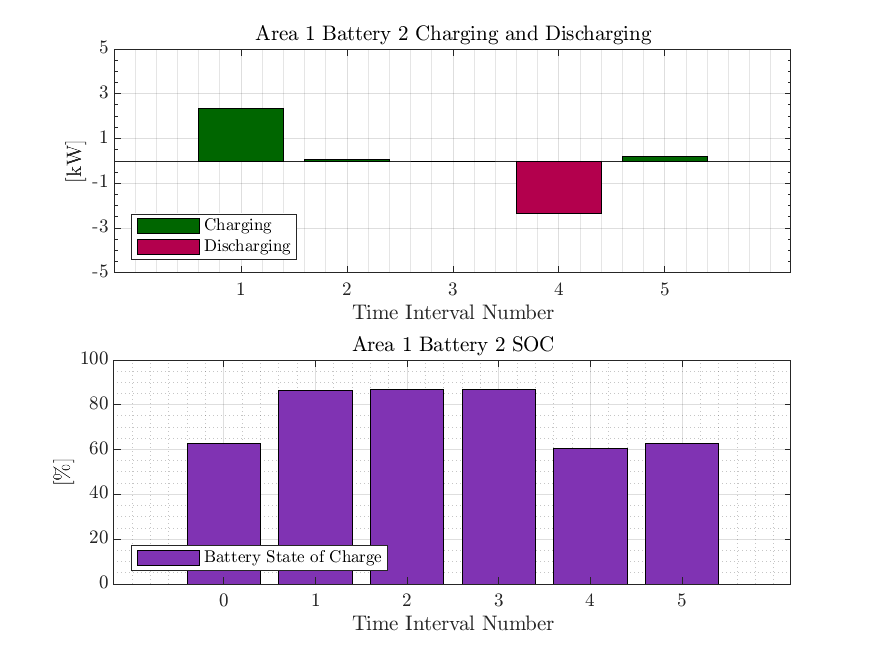 Area 1 Battery 2 Charging and Discharging
5
3
1
-1
-3
-5
[kW]
Charging
Discharging
1 2 3 4 5
Time Interval Number
Area 1 Battery 2 SOC
100
80
60
40
20
0
[%]
Battery State of Charge
0 1 2 3 4 5
Time Interval Number